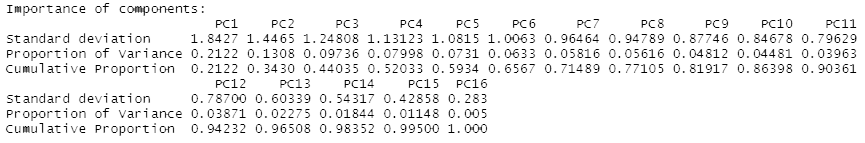 Importance of components:
PC1 PC2 PC3 PC4 PC5 PC6 PC7 PC8 PC9 PC10 PC11
Standard deviation 1.8427 1.4465 1.24808 1.13123 1.0815 1.0063 0.96464 0.94789 0.87746 0.84678 0.79629
Proportion of Variance 0.2122 0.1308 0.09736 0.07998 0.0731 0.0633 0.05816 0.05616 0.04812 0.04481 0.03963
Cumulative Proportion 0.2122 0.3430 0.44035 0.52033 0.5934 0.6567 0.71489 0.77105 0.81917 0.86398 0.90361
PC12 PC13 PC14 PC15 PC16
Standard deviation 0.78700 0.60339 0.54317 0.42858 0.283
Proportion of Variance 0.03871 0.02275 0.01844 0.01148 0.005
Cumulative Proportion 0.94232 0.96508 0.98352 0.99500 1.000